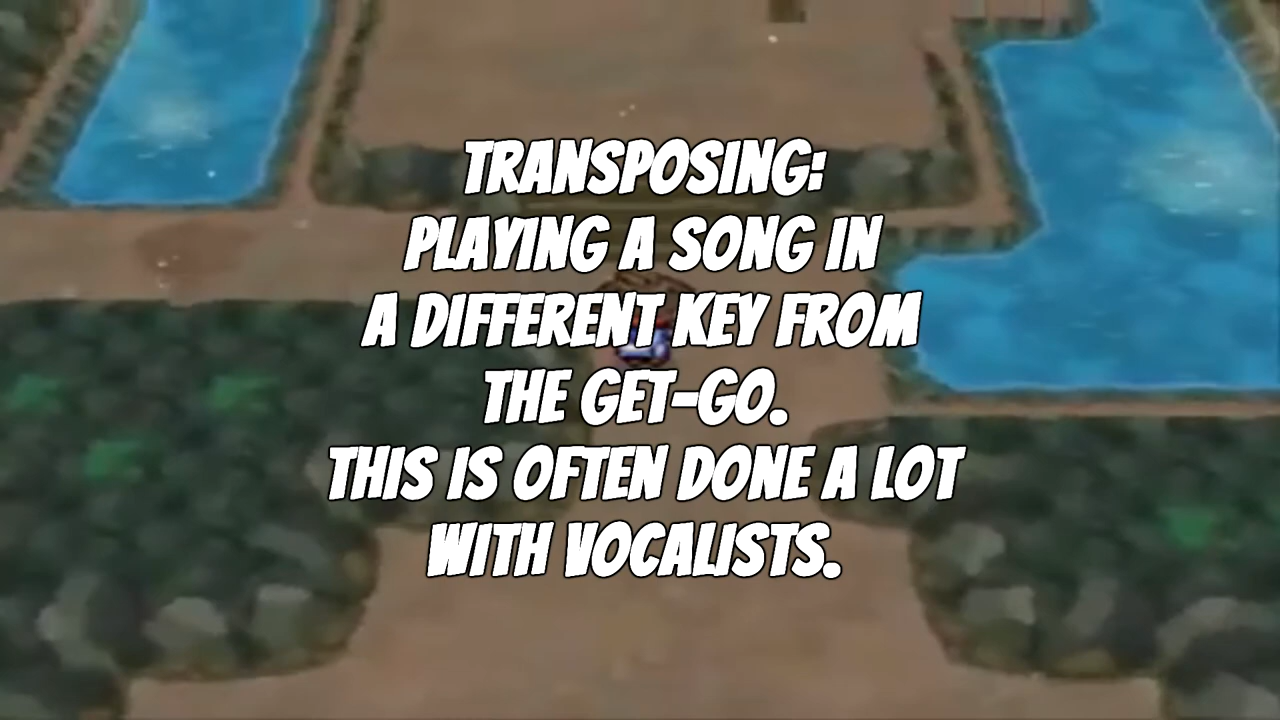 TRANSPOSING:
PLAYING A SONG IN
A DIFFERENT KEY FROM
THE GET-GO.
THIS IS OFTEN DONE A LOT
WITH VOCALISTS.